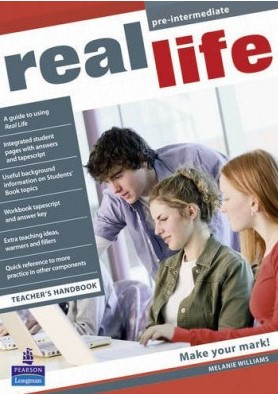 pre-intermediate
real
life
A guide to using
Real Life
Integrated student
pages with answers
and tapescript
Useful background
information on Students'
Book topics
Workbook tapescript
and answer key
Extra teaching ideas,
warmers and fillers
Quick reference to more
practice in other components
TEACHER'S HANDBOOK
Make your mark!
MELANIE WILLIAMS
PEARSON
Longman